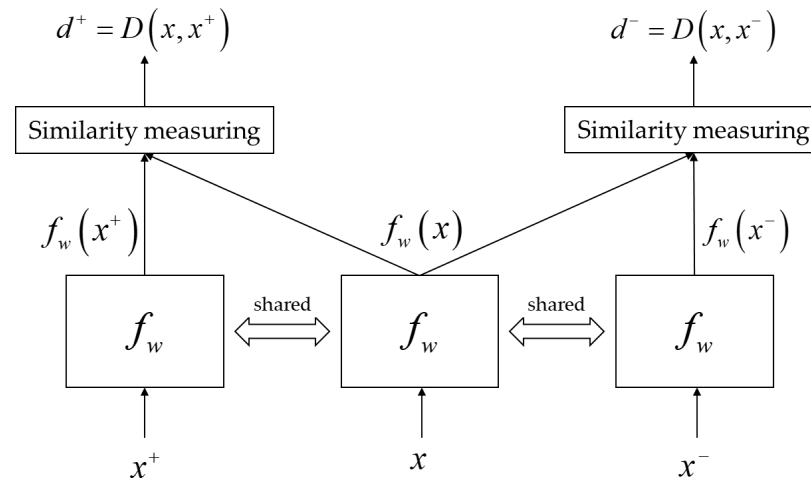 d⁺ = D(x, x⁺)
d⁻ = D(x, x⁻)
Similarity measuring
Similarity measuring
f_w(x⁺)
f_w(x)
f_w(x⁻)
f_w
shared
f_w
shared
f_w
x⁺
x
x⁻